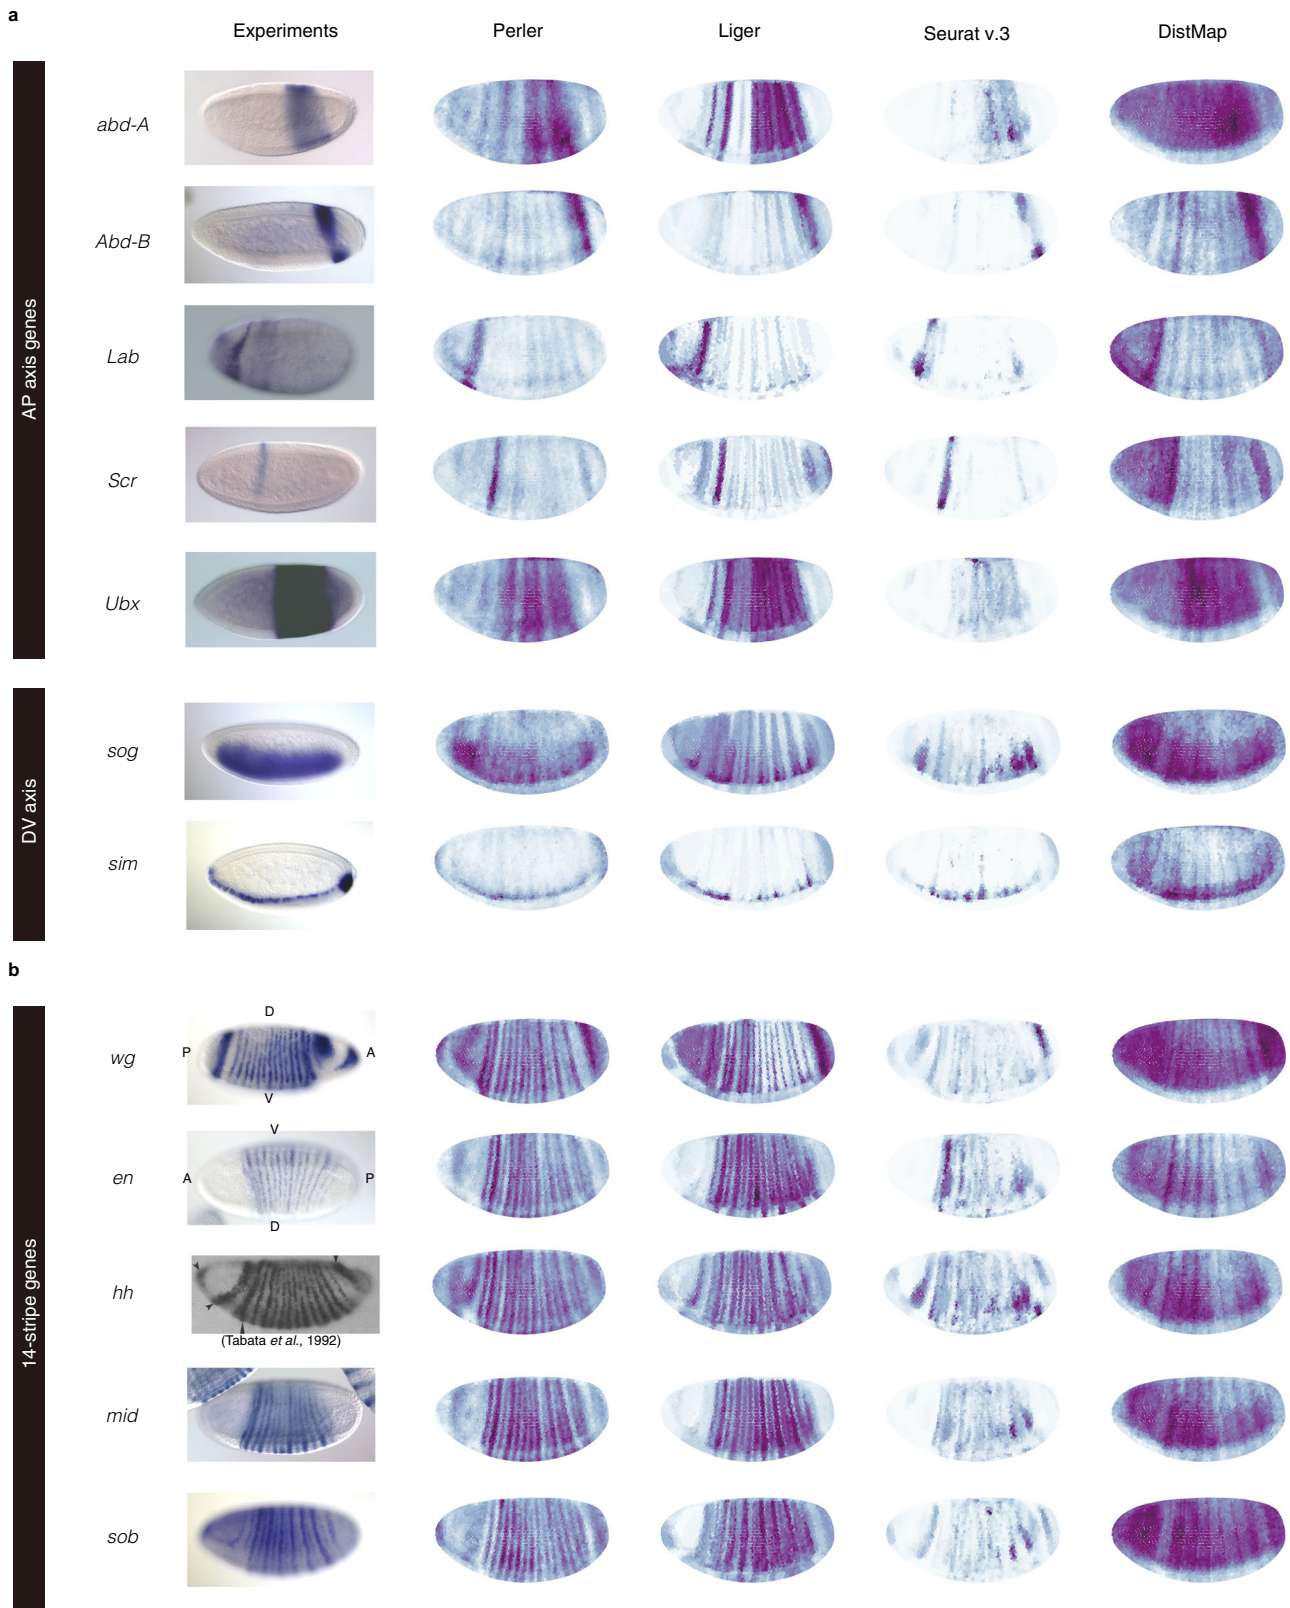 a
Experiments Perler Liger Seurat v.3 DistMap
AP axis genes
abd-A
Abd-B
Lab
Scr
Ubx
DV axis
sog
sim
b
14-stripe genes
D
wg
P A
V
V
en
A P
D
hh
(Tabata et al., 1992)
mid
sob